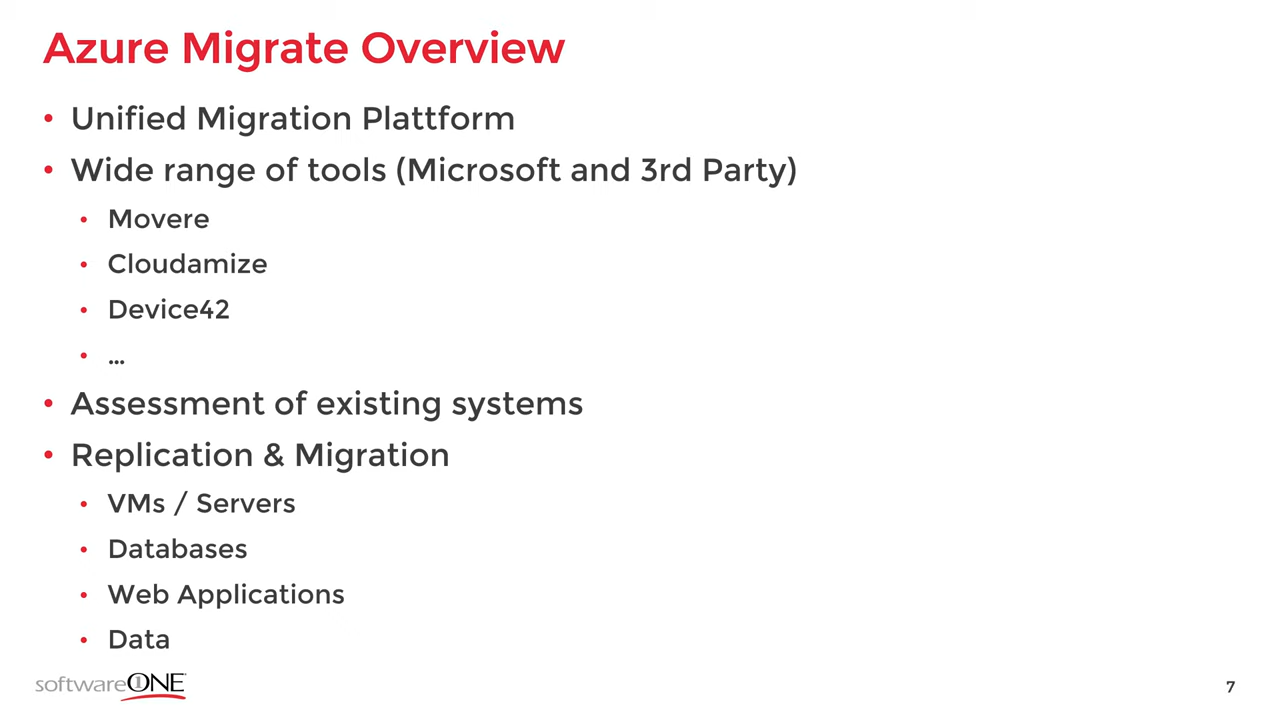 Azure Migrate Overview
• Unified Migration Plattform
• Wide range of tools (Microsoft and 3rd Party)
• Movere
• Cloudamize
• Device42
• ...
• Assessment of existing systems
• Replication & Migration
• VMs / Servers
• Databases
• Web Applications
• Data
softwareONE
7